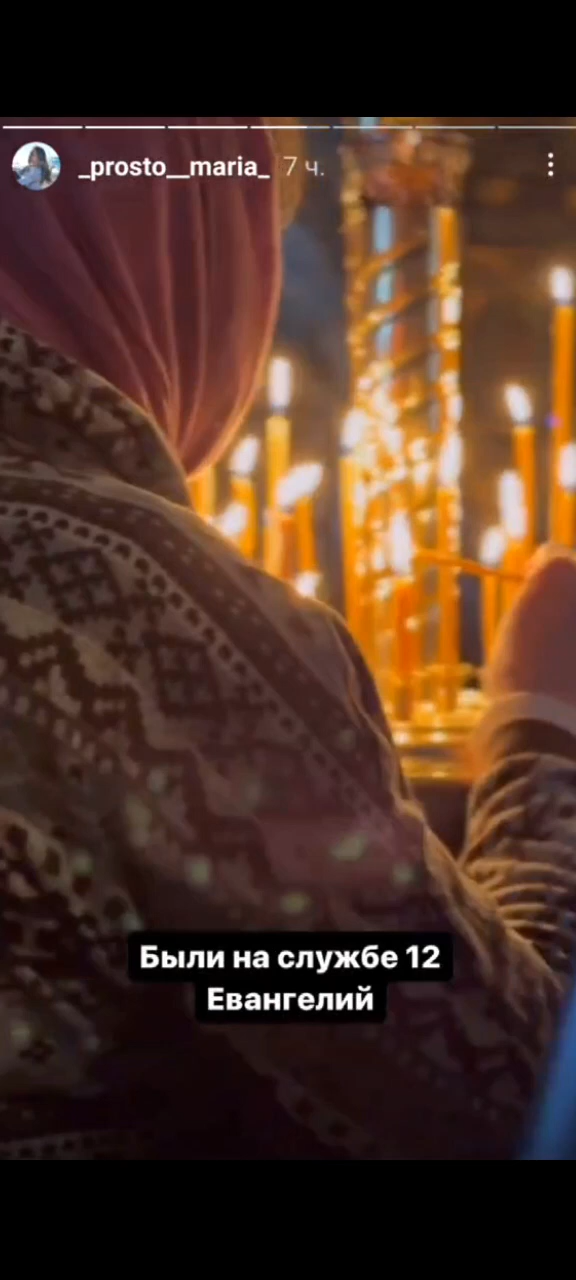 _prosto__maria_ 7 ч.
Были на службе 12
Евангелий